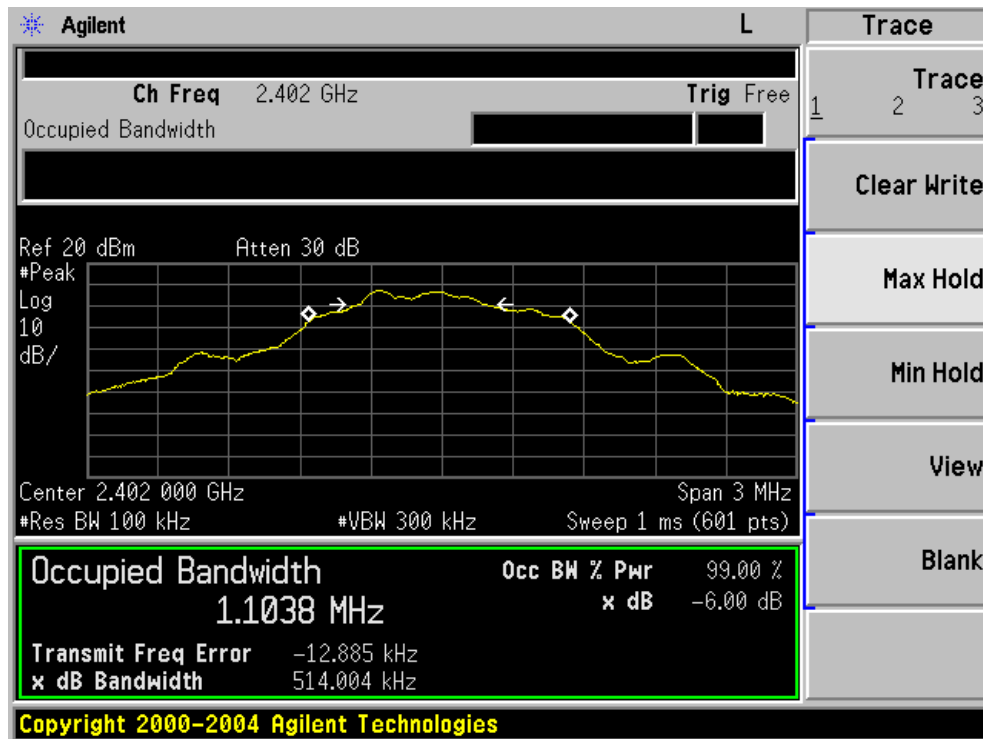 Agilent L Trace
Ch Freq 2.402 GHz Trig Free
Occupied Bandwidth
Trace
1 2 3
Clear Write
Ref 20 dBm Atten 30 dB
#Peak
Log
10
dB/
Max Hold
Min Hold
View
Center 2.402 000 GHz Span 3 MHz
#Res BW 100 kHz #VBW 300 kHz Sweep 1 ms (601 pts)
Blank
Occupied Bandwidth Occ BW % Pwr 99.00 %
1.1038 MHz x dB -6.00 dB
Transmit Freq Error -12.885 kHz
x dB Bandwidth 514.004 kHz
Copyright 2000-2004 Agilent Technologies